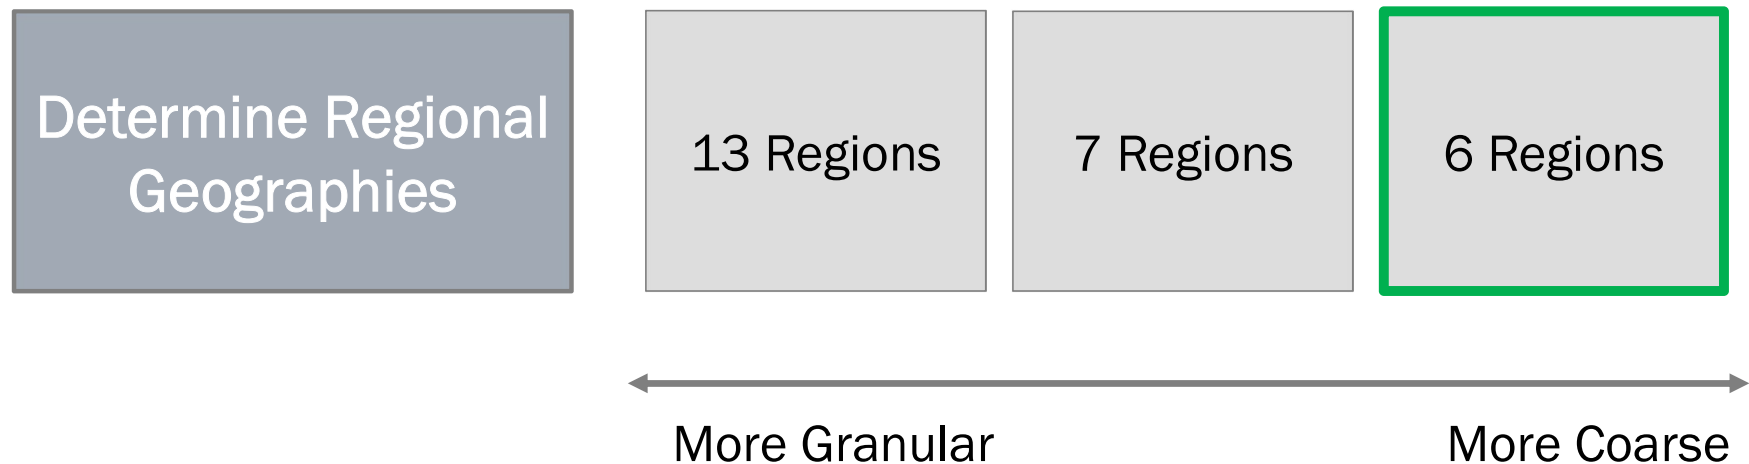 Determine Regional
Geographies
13 Regions
7 Regions
6 Regions
More Granular
More Coarse